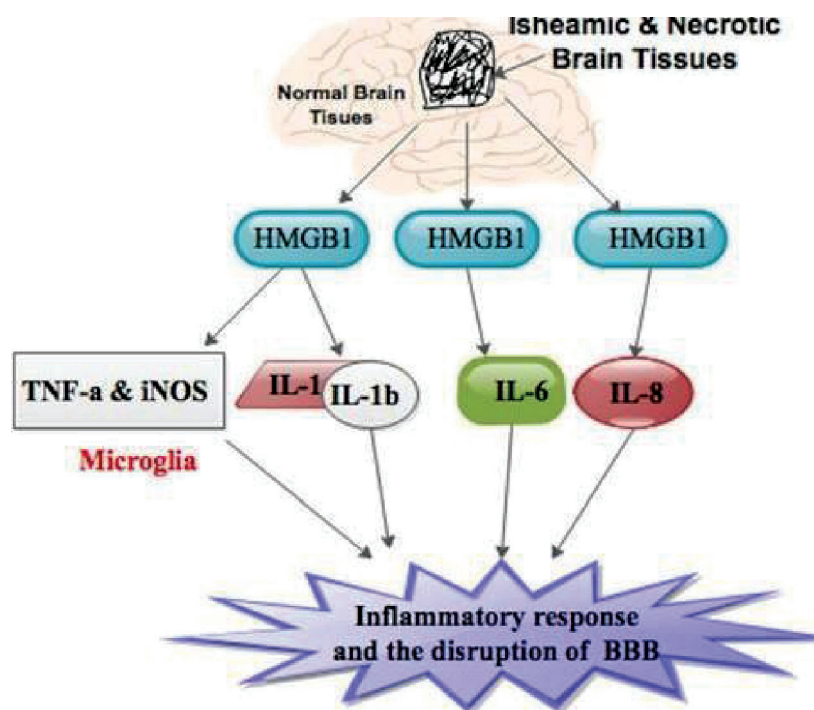 Isheamic & Necrotic
Brain Tissues
Normal Brain
Tisues
HMGB1
HMGB1
HMGB1
TNF-a & iNOS
IL-1
IL-1b
IL-6
IL-8
Microglia
Inflammatory response
and the disruption of BBB